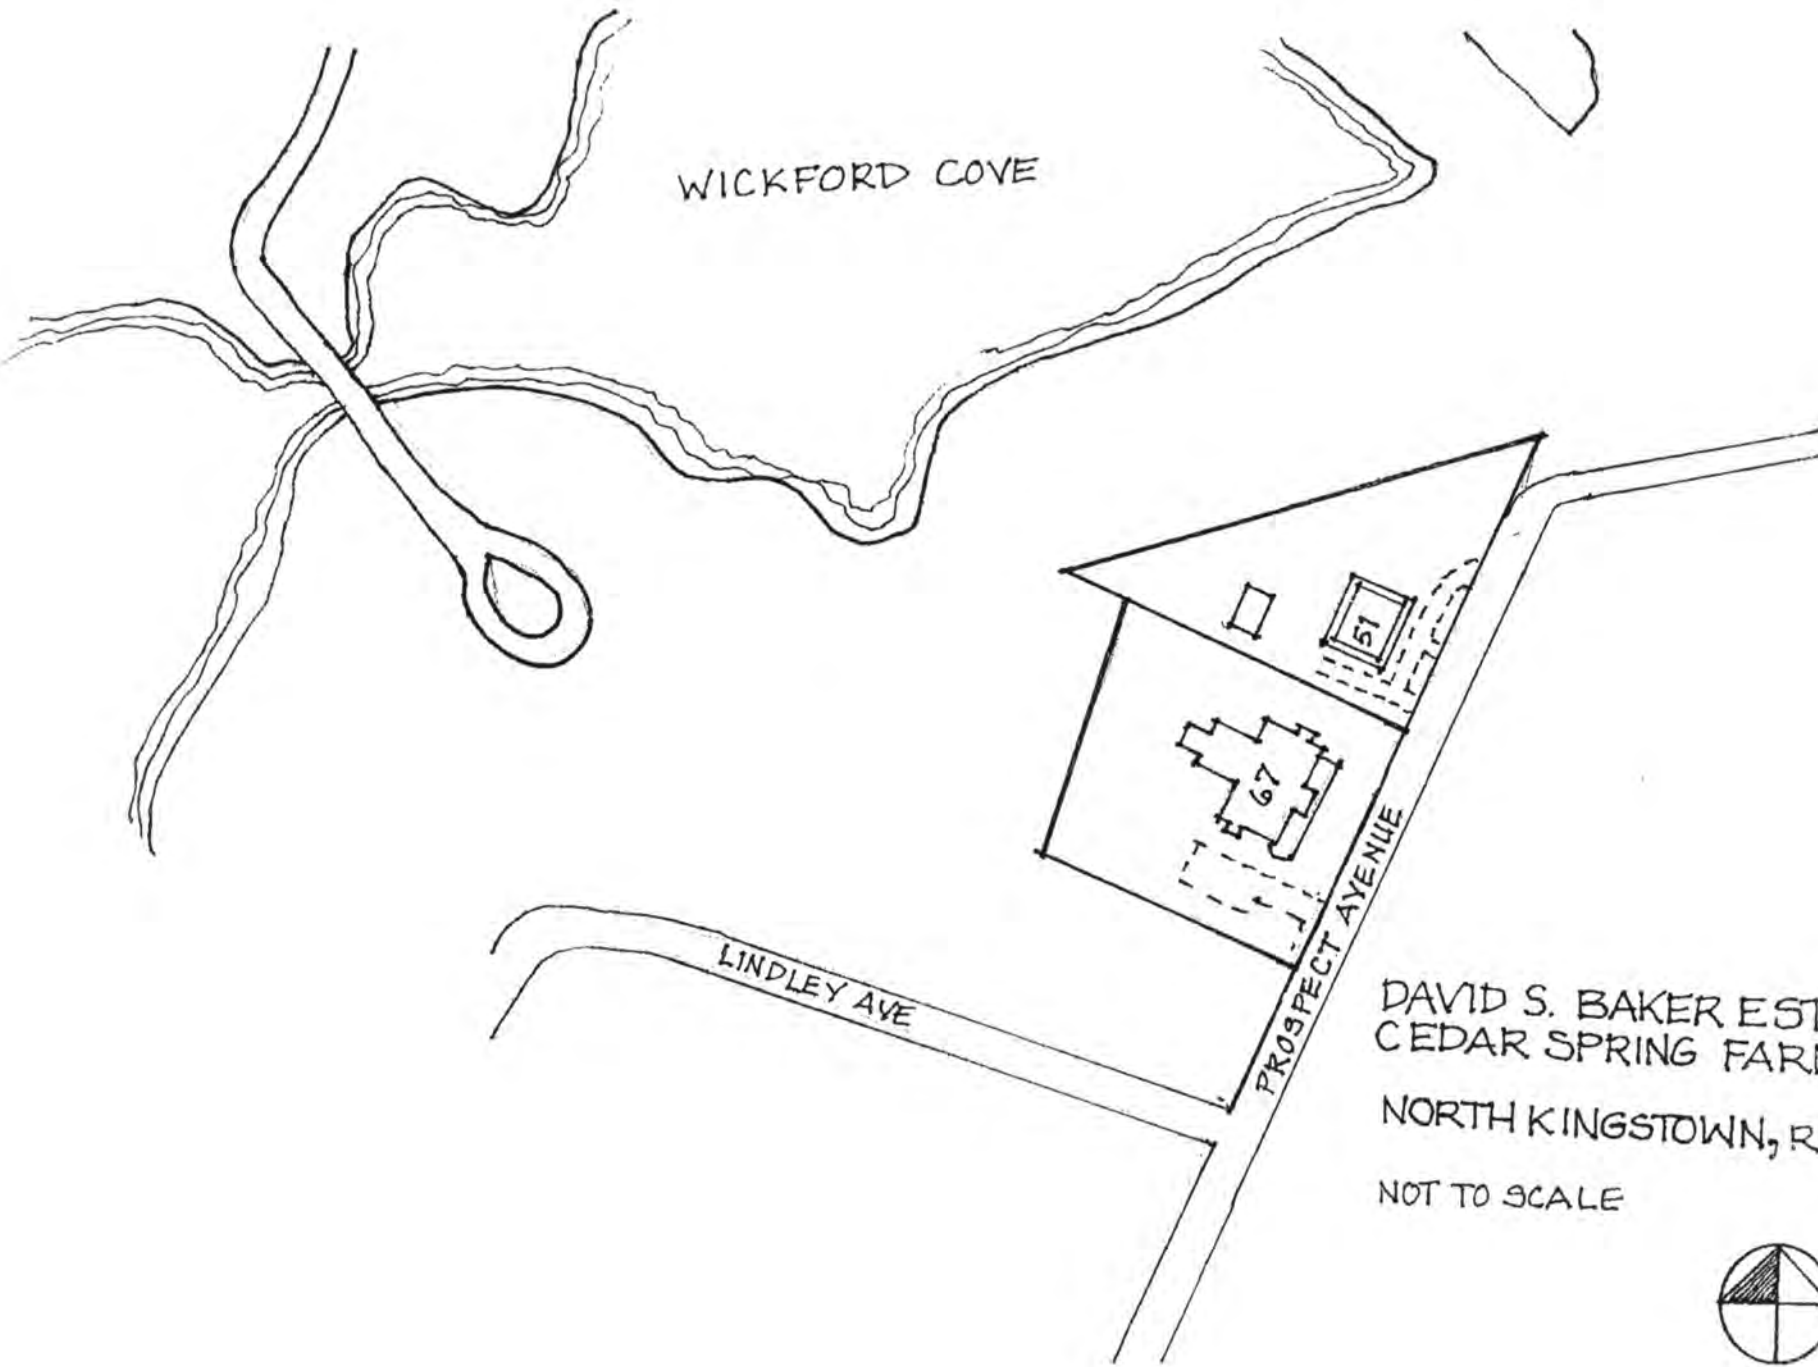 WICKFORD COVE
51
67
PROSPECT AVENUE
LINDLEY AVE
DAVID S. BAKER EST
CEDAR SPRING FAR
NORTH KINGSTOWN, R
NOT TO SCALE